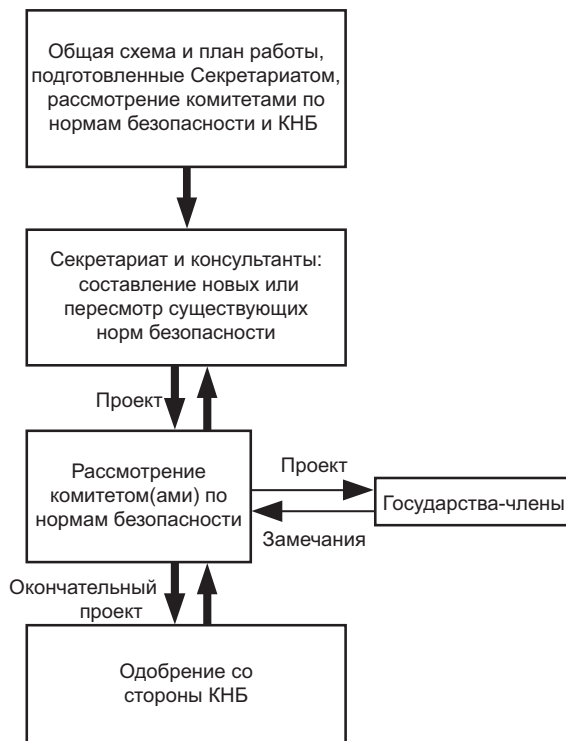 Общая схема и план работы,
подготовленные Секретариатом,
рассмотрение комитетами по
нормам безопасности и КНБ
Секретариат и консультанты:
составление новых или
пересмотр существующих
норм безопасности
Проект
Рассмотрение
комитетом(ами) по
нормам безопасности
Проект
Государства-члены
Замечания
Окончательный
проект
Одобрение со
стороны КНБ